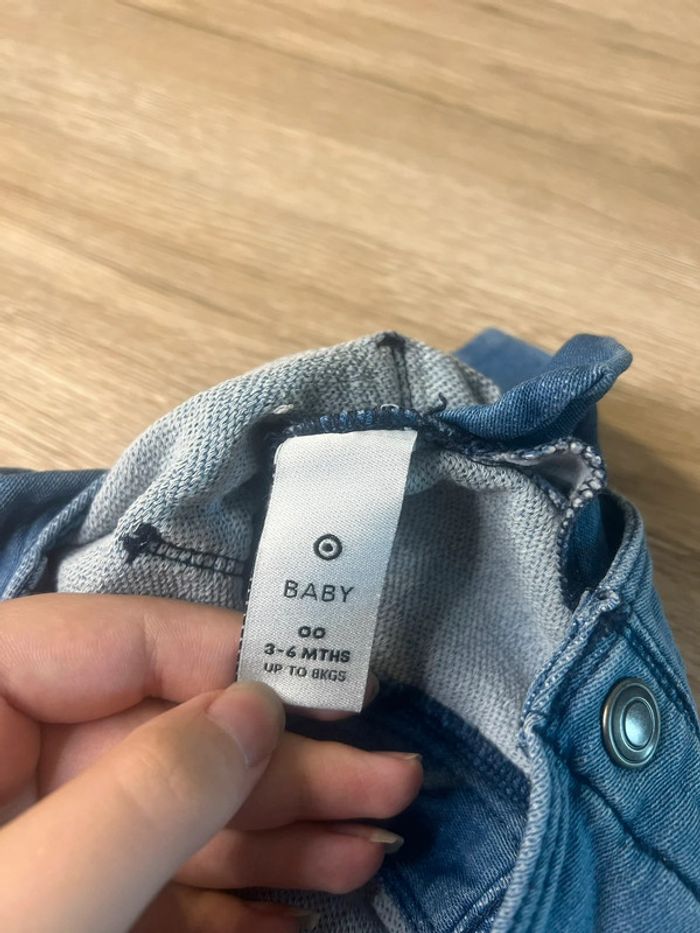 BABY
00
3-6 MTHS
UP TO 8KGS